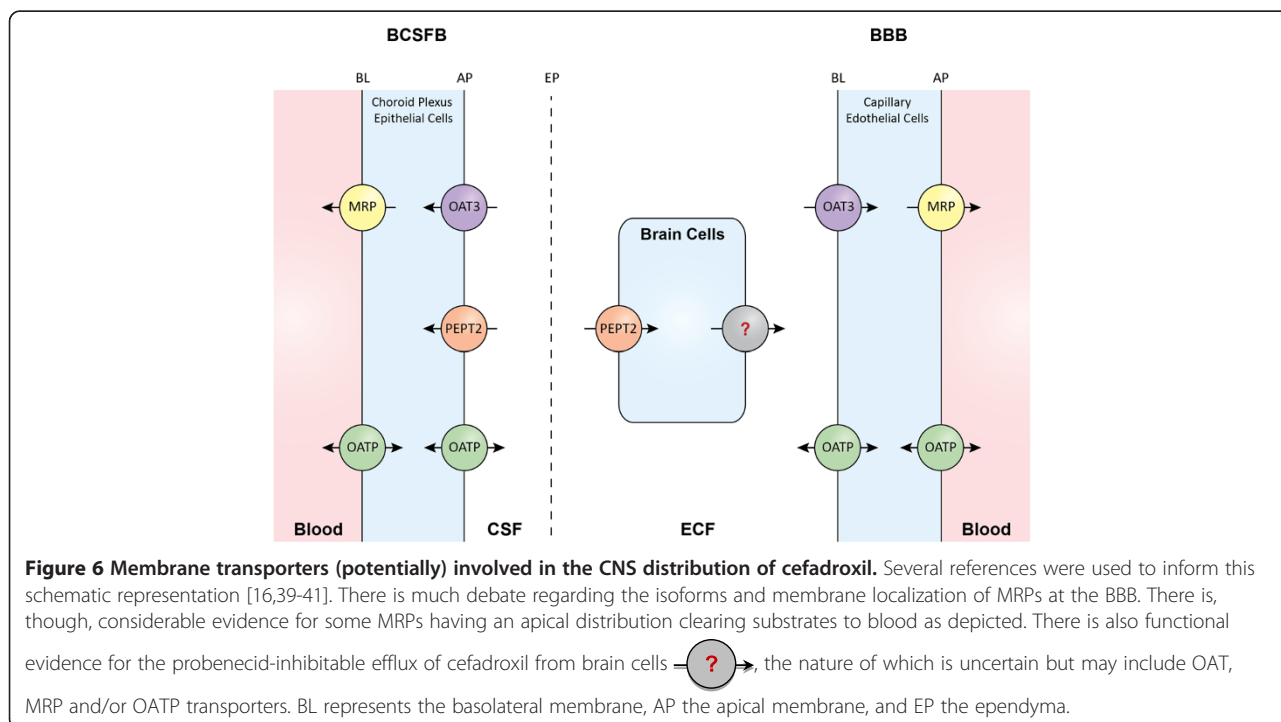 BCSFB
BBB
BL
AP
EP
BL
AP
Choroid Plexus
Epithelial Cells
Capillary
Edothelial Cells
MRP
OAT3
OAT3
MRP
Brain Cells
PEPT2
PEPT2
?
OATP
OATP
OATP
OATP
Blood
CSF
ECF
Blood
Figure 6 Membrane transporters (potentially) involved in the CNS distribution of cefadroxil. Several references were used to inform this
schematic representation [16,39-41]. There is much debate regarding the isoforms and membrane localization of MRPs at the BBB. There is,
though, considerable evidence for some MRPs having an apical distribution clearing substrates to blood as depicted. There is also functional
evidence for the probenecid-inhibitable efflux of cefadroxil from brain cells ?, the nature of which is uncertain but may include OAT,
MRP and/or OATP transporters. BL represents the basolateral membrane, AP the apical membrane, and EP the ependyma.